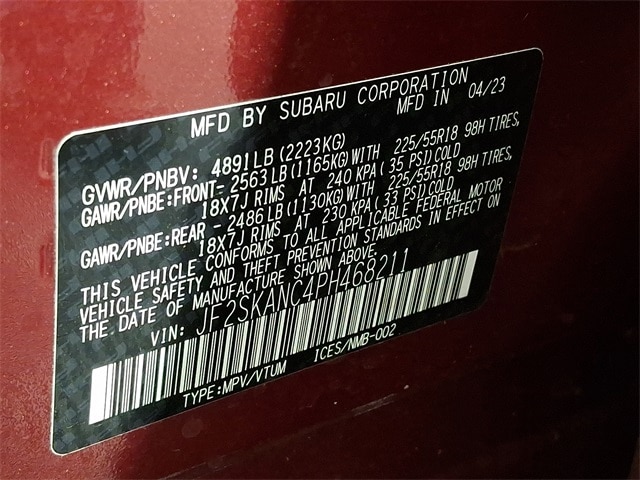 MFD BY SUBARU CORPORATION
MFD IN 04/23
GVWR/PNBV: 4891LB(2223KG)
GAWR/PNBE:FRONT-2563LB(1165KG)WITH 225/55R18 98H TIRES,
18X7J RIMS AT 240 KPA(35 PSI)COLD
GAWR/PNBE:REAR -2486LB(1130KG)WITH 225/55R18 98H TIRES,
18X7J RIMS AT 230 KPA(33 PSI)COLD
THIS VEHICLE CONFORMS TO ALL APPLICABLE FEDERAL MOTOR
VEHICLE SAFETY AND THEFT PREVENTION STANDARDS IN EFFECT ON
THE DATE OF MANUFACTURE SHOWN ABOVE.
VIN: JF2SKANC4PH468211
TYPE:MPV/VTUM ICES/NMB-002